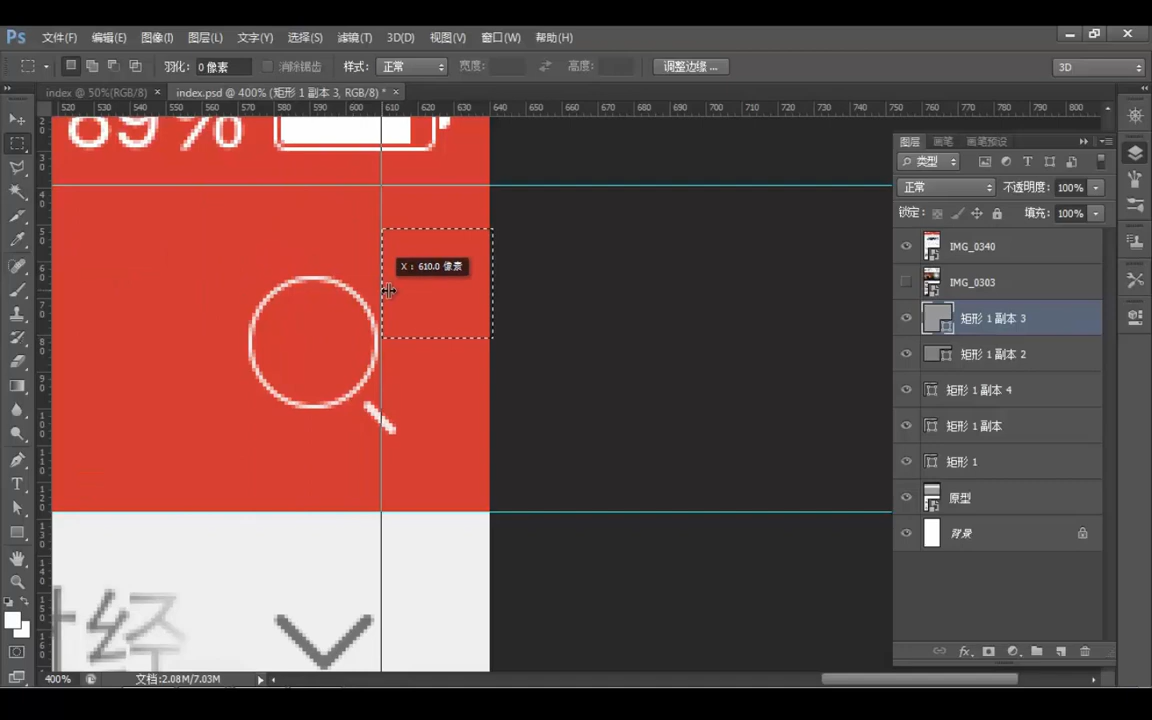 Ps 文件(F) 编辑(E) 图像(I) 图层(L) 文字(Y) 选择(S) 滤镜(T) 3D(D) 视图(V) 窗口(W) 帮助(H)
羽化: 0 像素 消除锯齿 样式: 正常 宽度: 高度: 调整边缘... 3D
index @ 50%(RGB/8) × index.psd @ 400% (矩形 1 副本 3, RGB/8) * ×
520 530 540 550 560 570 580 590 600 610 620 630 640 650 660 670 680 690 700 710 720 730 740 750 760 770 780 790 800
89%
X: 610.0 像素
经
图层 画笔 画笔预设
类型
正常 不透明度: 100%
锁定: 填充: 100%
IMG_0340
IMG_0303
矩形 1 副本 3
矩形 1 副本 2
矩形 1 副本 4
矩形 1 副本
矩形 1
原型
背景
fx
400% 文档:2.08M/7.03M